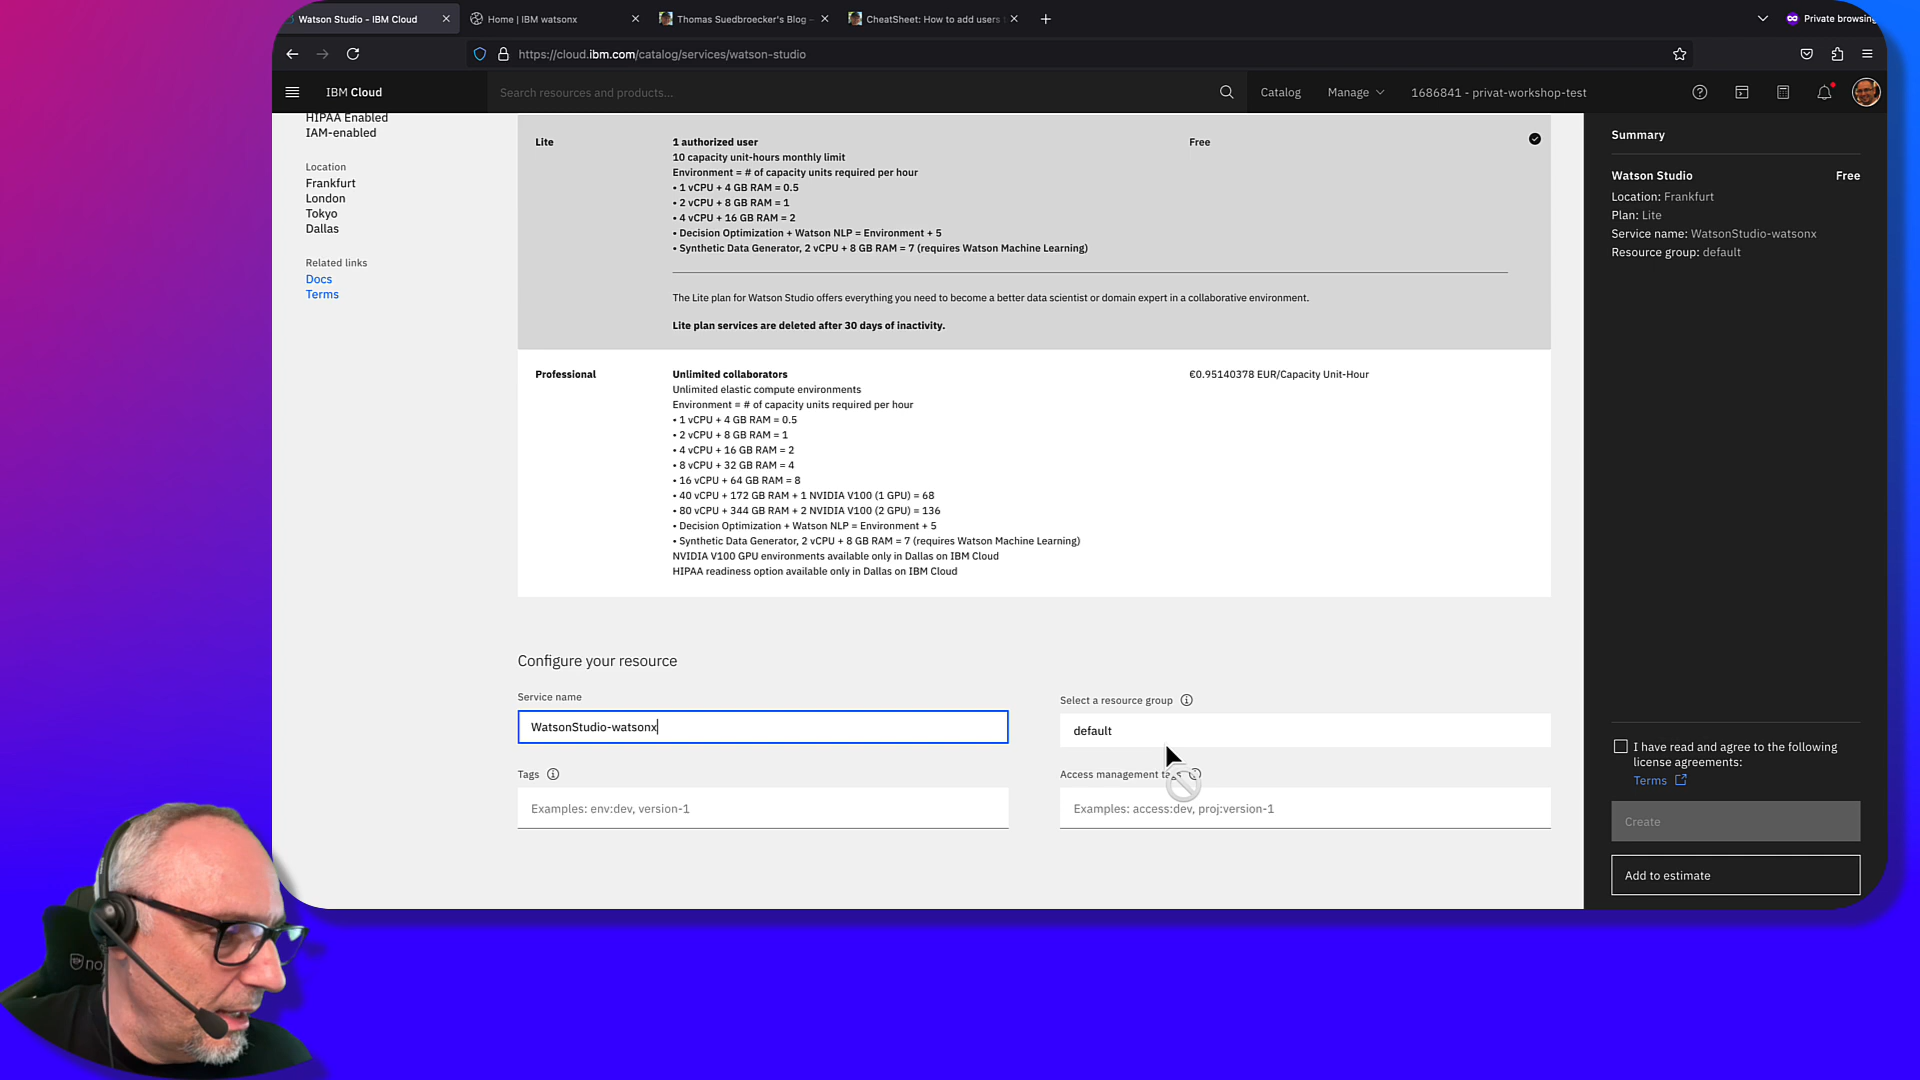 Watson Studio - IBM Cloud
Home | IBM watsonx
Thomas Suedbroecker's Blog –
CheatSheet: How to add users
Private browsing
https://cloud.ibm.com/catalog/services/watson-studio
IBM Cloud
Search resources and products...
Catalog
Manage
1686841 - privat-workshop-test
HIPAA Enabled
IAM-enabled
Location
Frankfurt
London
Tokyo
Dallas
Related links
Docs
Terms
Lite
1 authorized user
10 capacity unit-hours monthly limit
Environment = # of capacity units required per hour
• 1 vCPU + 4 GB RAM = 0.5
• 2 vCPU + 8 GB RAM = 1
• 4 vCPU + 16 GB RAM = 2
• Decision Optimization + Watson NLP = Environment + 5
• Synthetic Data Generator, 2 vCPU + 8 GB RAM = 7 (requires Watson Machine Learning)
Free
The Lite plan for Watson Studio offers everything you need to become a better data scientist or domain expert in a collaborative environment.
Lite plan services are deleted after 30 days of inactivity.
Professional
Unlimited collaborators
Unlimited elastic compute environments
Environment = # of capacity units required per hour
• 1 vCPU + 4 GB RAM = 0.5
• 2 vCPU + 8 GB RAM = 1
• 4 vCPU + 16 GB RAM = 2
• 8 vCPU + 32 GB RAM = 4
• 16 vCPU + 64 GB RAM = 8
• 40 vCPU + 172 GB RAM + 1 NVIDIA V100 (1 GPU) = 68
• 80 vCPU + 344 GB RAM + 2 NVIDIA V100 (2 GPU) = 136
• Decision Optimization + Watson NLP = Environment + 5
• Synthetic Data Generator, 2 vCPU + 8 GB RAM = 7 (requires Watson Machine Learning)
NVIDIA V100 GPU environments available only in Dallas on IBM Cloud
HIPAA readiness option available only in Dallas on IBM Cloud
€0.95140378 EUR/Capacity Unit-Hour
Configure your resource
Service name
WatsonStudio-watsonx
Select a resource group
default
Tags
Examples: env:dev, version-1
Access management
Examples: access:dev, proj:version-1
Summary
Watson Studio
Free
Location: Frankfurt
Plan: Lite
Service name: WatsonStudio-watsonx
Resource group: default
I have read and agree to the following
license agreements:
Terms
Create
Add to estimate